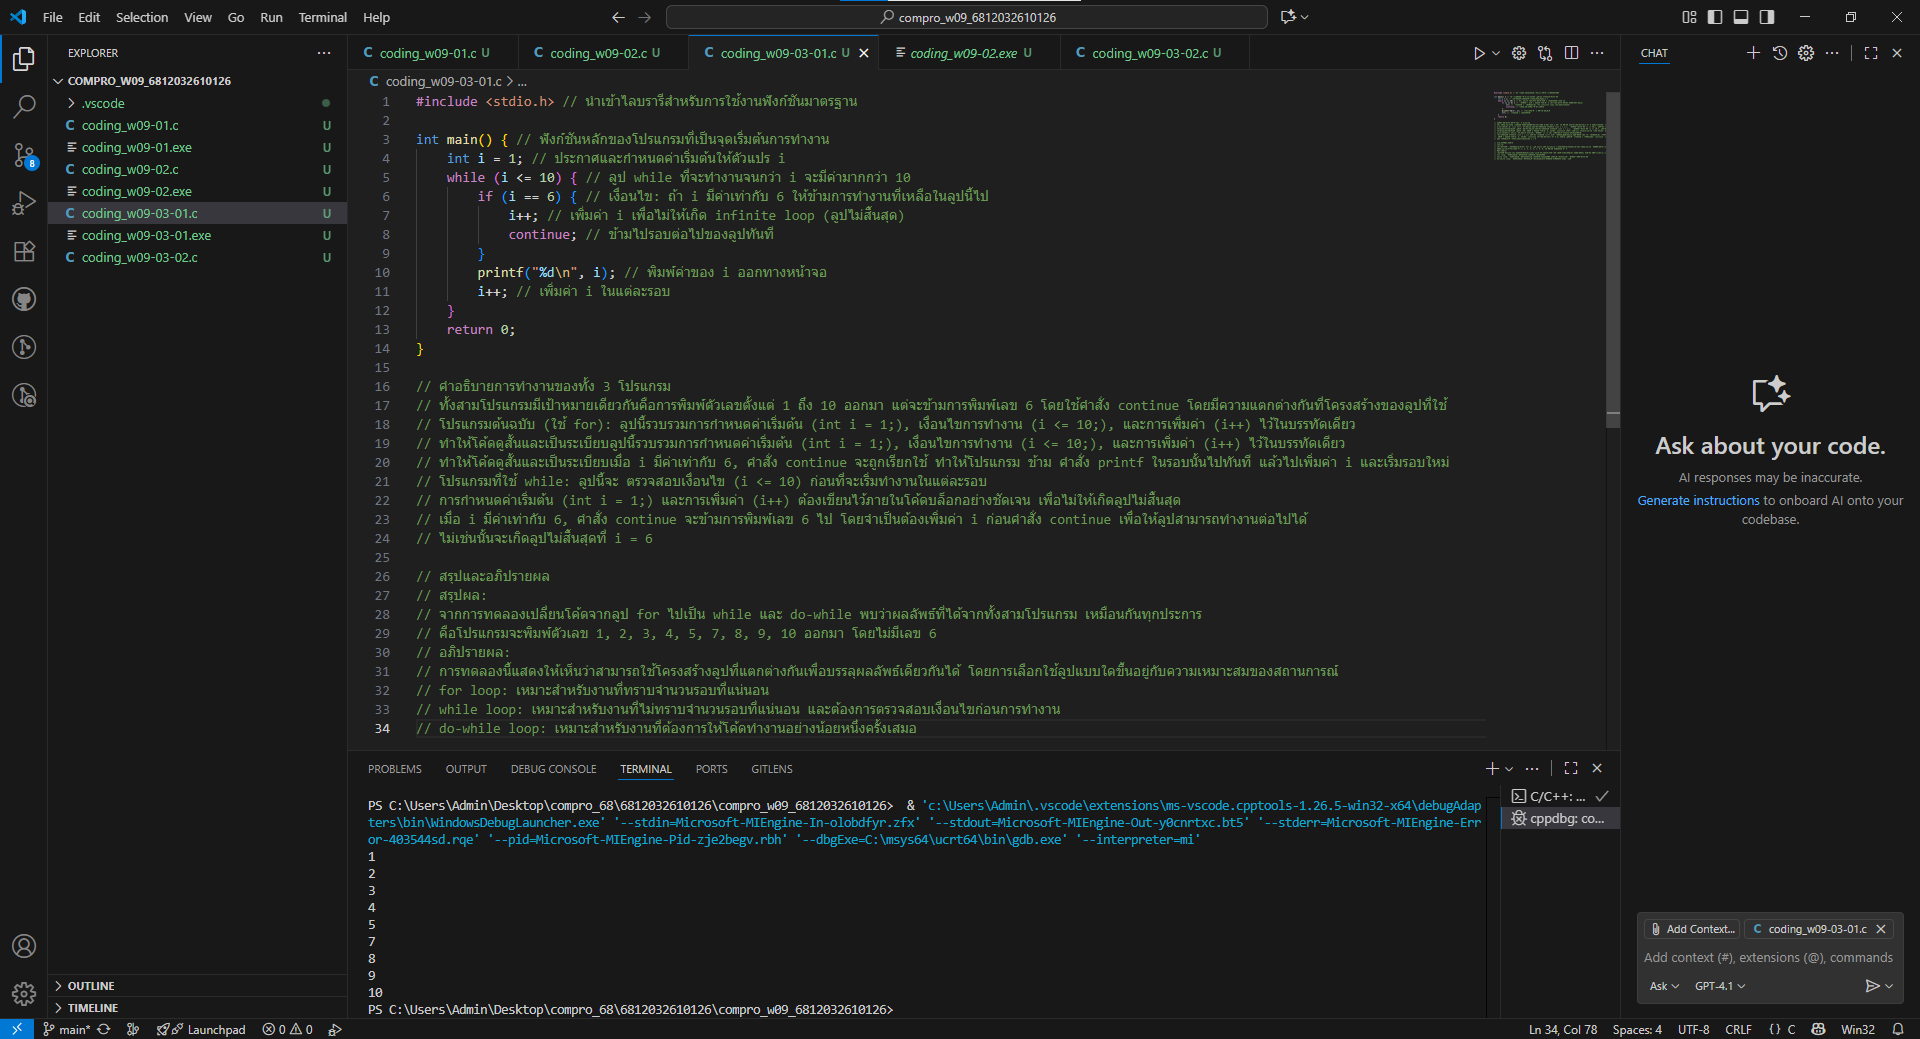 File Edit Selection View Go Run Terminal Help
compro_w09_6812032610126
EXPLORER
COMPRO_W09_6812032610126
.vscode
coding_w09-01.c U
coding_w09-01.exe U
coding_w09-02.c U
coding_w09-02.exe U
coding_w09-03-01.c U
coding_w09-03-01.exe U
coding_w09-03-02.c U
8
OUTLINE
TIMELINE
C coding_w09-01.c U C coding_w09-02.c U C coding_w09-03-01.c U coding_w09-02.exe U C coding_w09-03-02.c U
C coding_w09-03-01.c > ...
1 #include <stdio.h> // นำเข้าไลบรารีสำหรับการใช้งานฟังก์ชันมาตรฐาน
2
3 int main() { // ฟังก์ชันหลักของโปรแกรมที่เป็นจุดเริ่มต้นการทำงาน
4 int i = 1; // ประกาศและกำหนดค่าเริ่มต้นให้ตัวแปร i
5 while (i <= 10) { // ลูป while ที่จะทำงานจนกว่า i จะมีค่ามากกว่า 10
6 if (i == 6) { // เงื่อนไข: ถ้า i มีค่าเท่ากับ 6 ให้ข้ามการทำงานที่เหลือในลูปนี้ไป
7 i++; // เพิ่มค่า i เพื่อไม่ให้เกิด infinite loop (ลูปไม่สิ้นสุด)
8 continue; // ข้ามไปรอบต่อไปของลูปทันที
9 }
10 printf("%d\n", i); // พิมพ์ค่าของ i ออกทางหน้าจอ
11 i++; // เพิ่มค่า i ในแต่ละรอบ
12 }
13 return 0;
14 }
15
16 // คำอธิบายการทำงานของทั้ง 3 โปรแกรม
17 // ทั้งสามโปรแกรมมีเป้าหมายเดียวกันคือการพิมพ์ตัวเลขตั้งแต่ 1 ถึง 10 ออกมา แต่จะข้ามการพิมพ์เลข 6 โดยใช้คำสั่ง continue โดยมีความแตกต่างกันที่โครงสร้างของลูปที่ใช้
18 // โปรแกรมต้นฉบับ (ใช้ for): ลูปนี้รวบรวมการกำหนดค่าเริ่มต้น (int i = 1;), เงื่อนไขการทำงาน (i <= 10;), และการเพิ่มค่า (i++) ไว้ในบรรทัดเดียว
19 // ทำให้โค้ดดูสั้นและเป็นระเบียบลูปนี้รวบรวมการกำหนดค่าเริ่มต้น (int i = 1;), เงื่อนไขการทำงาน (i <= 10;), และการเพิ่มค่า (i++) ไว้ในบรรทัดเดียว
20 // ทำให้โค้ดดูสั้นและเป็นระเบียบเมื่อ i มีค่าเท่ากับ 6, คำสั่ง continue จะถูกเรียกใช้ ทำให้โปรแกรม ข้าม คำสั่ง printf ในรอบนั้นไปทันที แล้วไปเพิ่มค่า i และเริ่มรอบใหม่
21 // โปรแกรมที่ใช้ while: ลูปนี้จะ ตรวจสอบเงื่อนไข (i <= 10) ก่อนที่จะเริ่มทำงานในแต่ละรอบ
22 // การกำหนดค่าเริ่มต้น (int i = 1;) และการเพิ่มค่า (i++) ต้องเขียนไว้ภายในโค้ดบล็อกอย่างชัดเจน เพื่อไม่ให้เกิดลูปไม่สิ้นสุด
23 // เมื่อ i มีค่าเท่ากับ 6, คำสั่ง continue จะข้ามการพิมพ์เลข 6 ไป โดยจำเป็นต้องเพิ่มค่า i ก่อนคำสั่ง continue เพื่อให้ลูปสามารถทำงานต่อไปได้
24 // ไม่เช่นนั้นจะเกิดลูปไม่สิ้นสุดที่ i = 6
25
26 // สรุปและอภิปรายผล
27 // สรุปผล:
28 // จากการทดลองเปลี่ยนโค้ดจากลูป for ไปเป็น while และ do-while พบว่าผลลัพธ์ที่ได้จากทั้งสามโปรแกรม เหมือนกันทุกประการ
29 // คือโปรแกรมจะพิมพ์ตัวเลข 1, 2, 3, 4, 5, 7, 8, 9, 10 ออกมา โดยไม่มีเลข 6
30 // อภิปรายผล:
31 // การทดลองนี้แสดงให้เห็นว่าสามารถใช้โครงสร้างลูปที่แตกต่างกันเพื่อบรรลุผลลัพธ์เดียวกันได้ โดยการเลือกใช้ลูปแบบใดขึ้นอยู่กับความเหมาะสมของสถานการณ์
32 // for loop: เหมาะสำหรับงานที่ทราบจำนวนรอบที่แน่นอน
33 // while loop: เหมาะสำหรับงานที่ไม่ทราบจำนวนรอบที่แน่นอน และต้องการตรวจสอบเงื่อนไขก่อนการทำงาน
34 // do-while loop: เหมาะสำหรับงานที่ต้องการให้โค้ดทำงานอย่างน้อยหนึ่งครั้งเสมอ
PROBLEMS OUTPUT DEBUG CONSOLE TERMINAL PORTS GITLENS
PS C:\Users\Admin\Desktop\compro_68\6812032610126\compro_w09_6812032610126> & 'c:\Users\Admin\.vscode\extensions\ms-vscode.cpptools-1.26.5-win32-x64\debugAdap
ters\bin\WindowsDebugLauncher.exe' '--stdin=Microsoft-MIEngine-In-olobdfyr.zfx' '--stdout=Microsoft-MIEngine-Out-y0cnrtxc.bt5' '--stderr=Microsoft-MIEngine-Err
or-403544sd.rqe' '--pid=Microsoft-MIEngine-Pid-zje2begv.rbh' '--dbgExe=C:\msys64\ucrt64\bin\gdb.exe' '--interpreter=mi'
1
2
3
4
5
7
8
9
10
PS C:\Users\Admin\Desktop\compro_68\6812032610126\compro_w09_6812032610126>
C/C++: ...
cppdbg: co...
CHAT
Ask about your code.
AI responses may be inaccurate.
Generate instructions to onboard AI onto your
codebase.
Add Context... C coding_w09-03-01.c
Add context (#), extensions (@), commands
Ask GPT-4.1
main* Launchpad 0 0 Ln 34, Col 78 Spaces: 4 UTF-8 CRLF {} C Win32